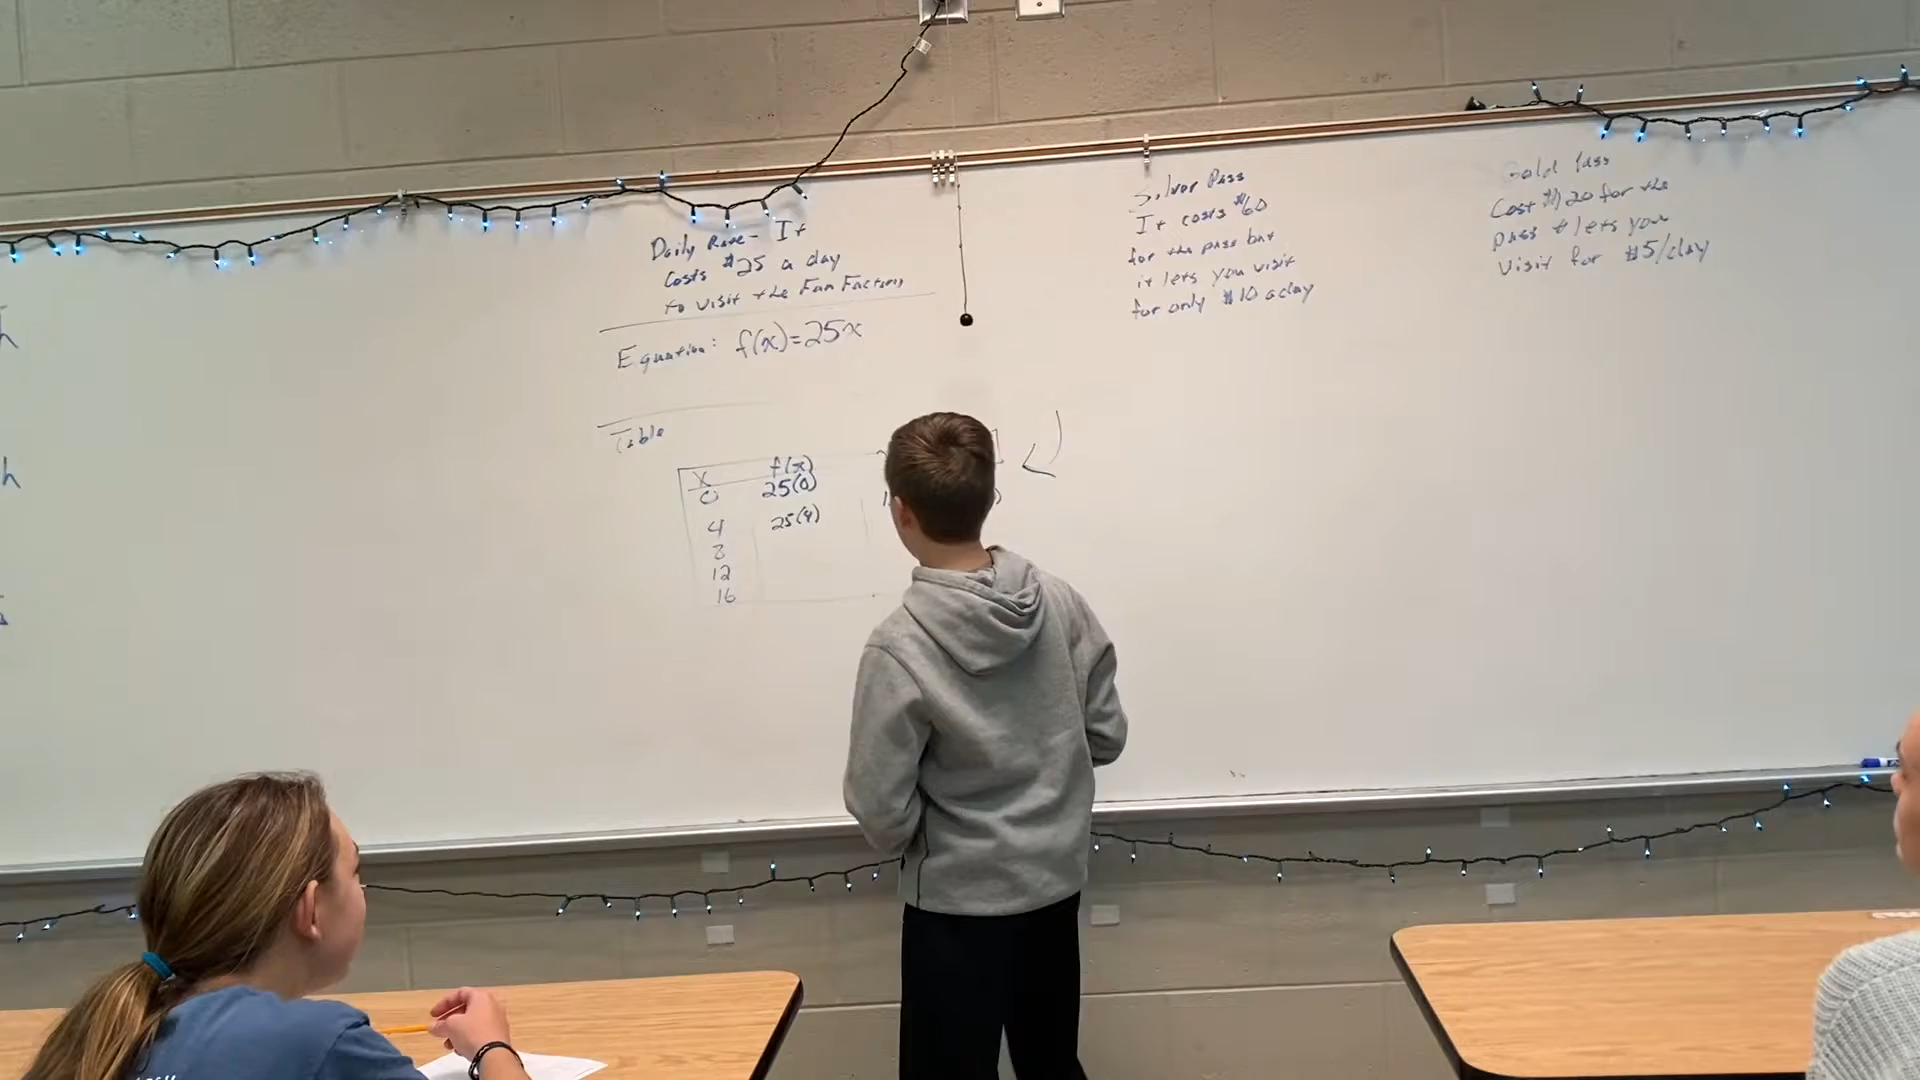 Daily Rate - It
Costs $25 a day
to visit the Fun Factory
Equation: f(x)=25x
Table
x f(x)
0 25(0)
4 25(4)
8
12
16
Silver Pass
It costs $60
for the pass but
it lets you visit
for only $10 a day
Gold Pass
Cost $120 for the
pass & lets you
visit for $5/day